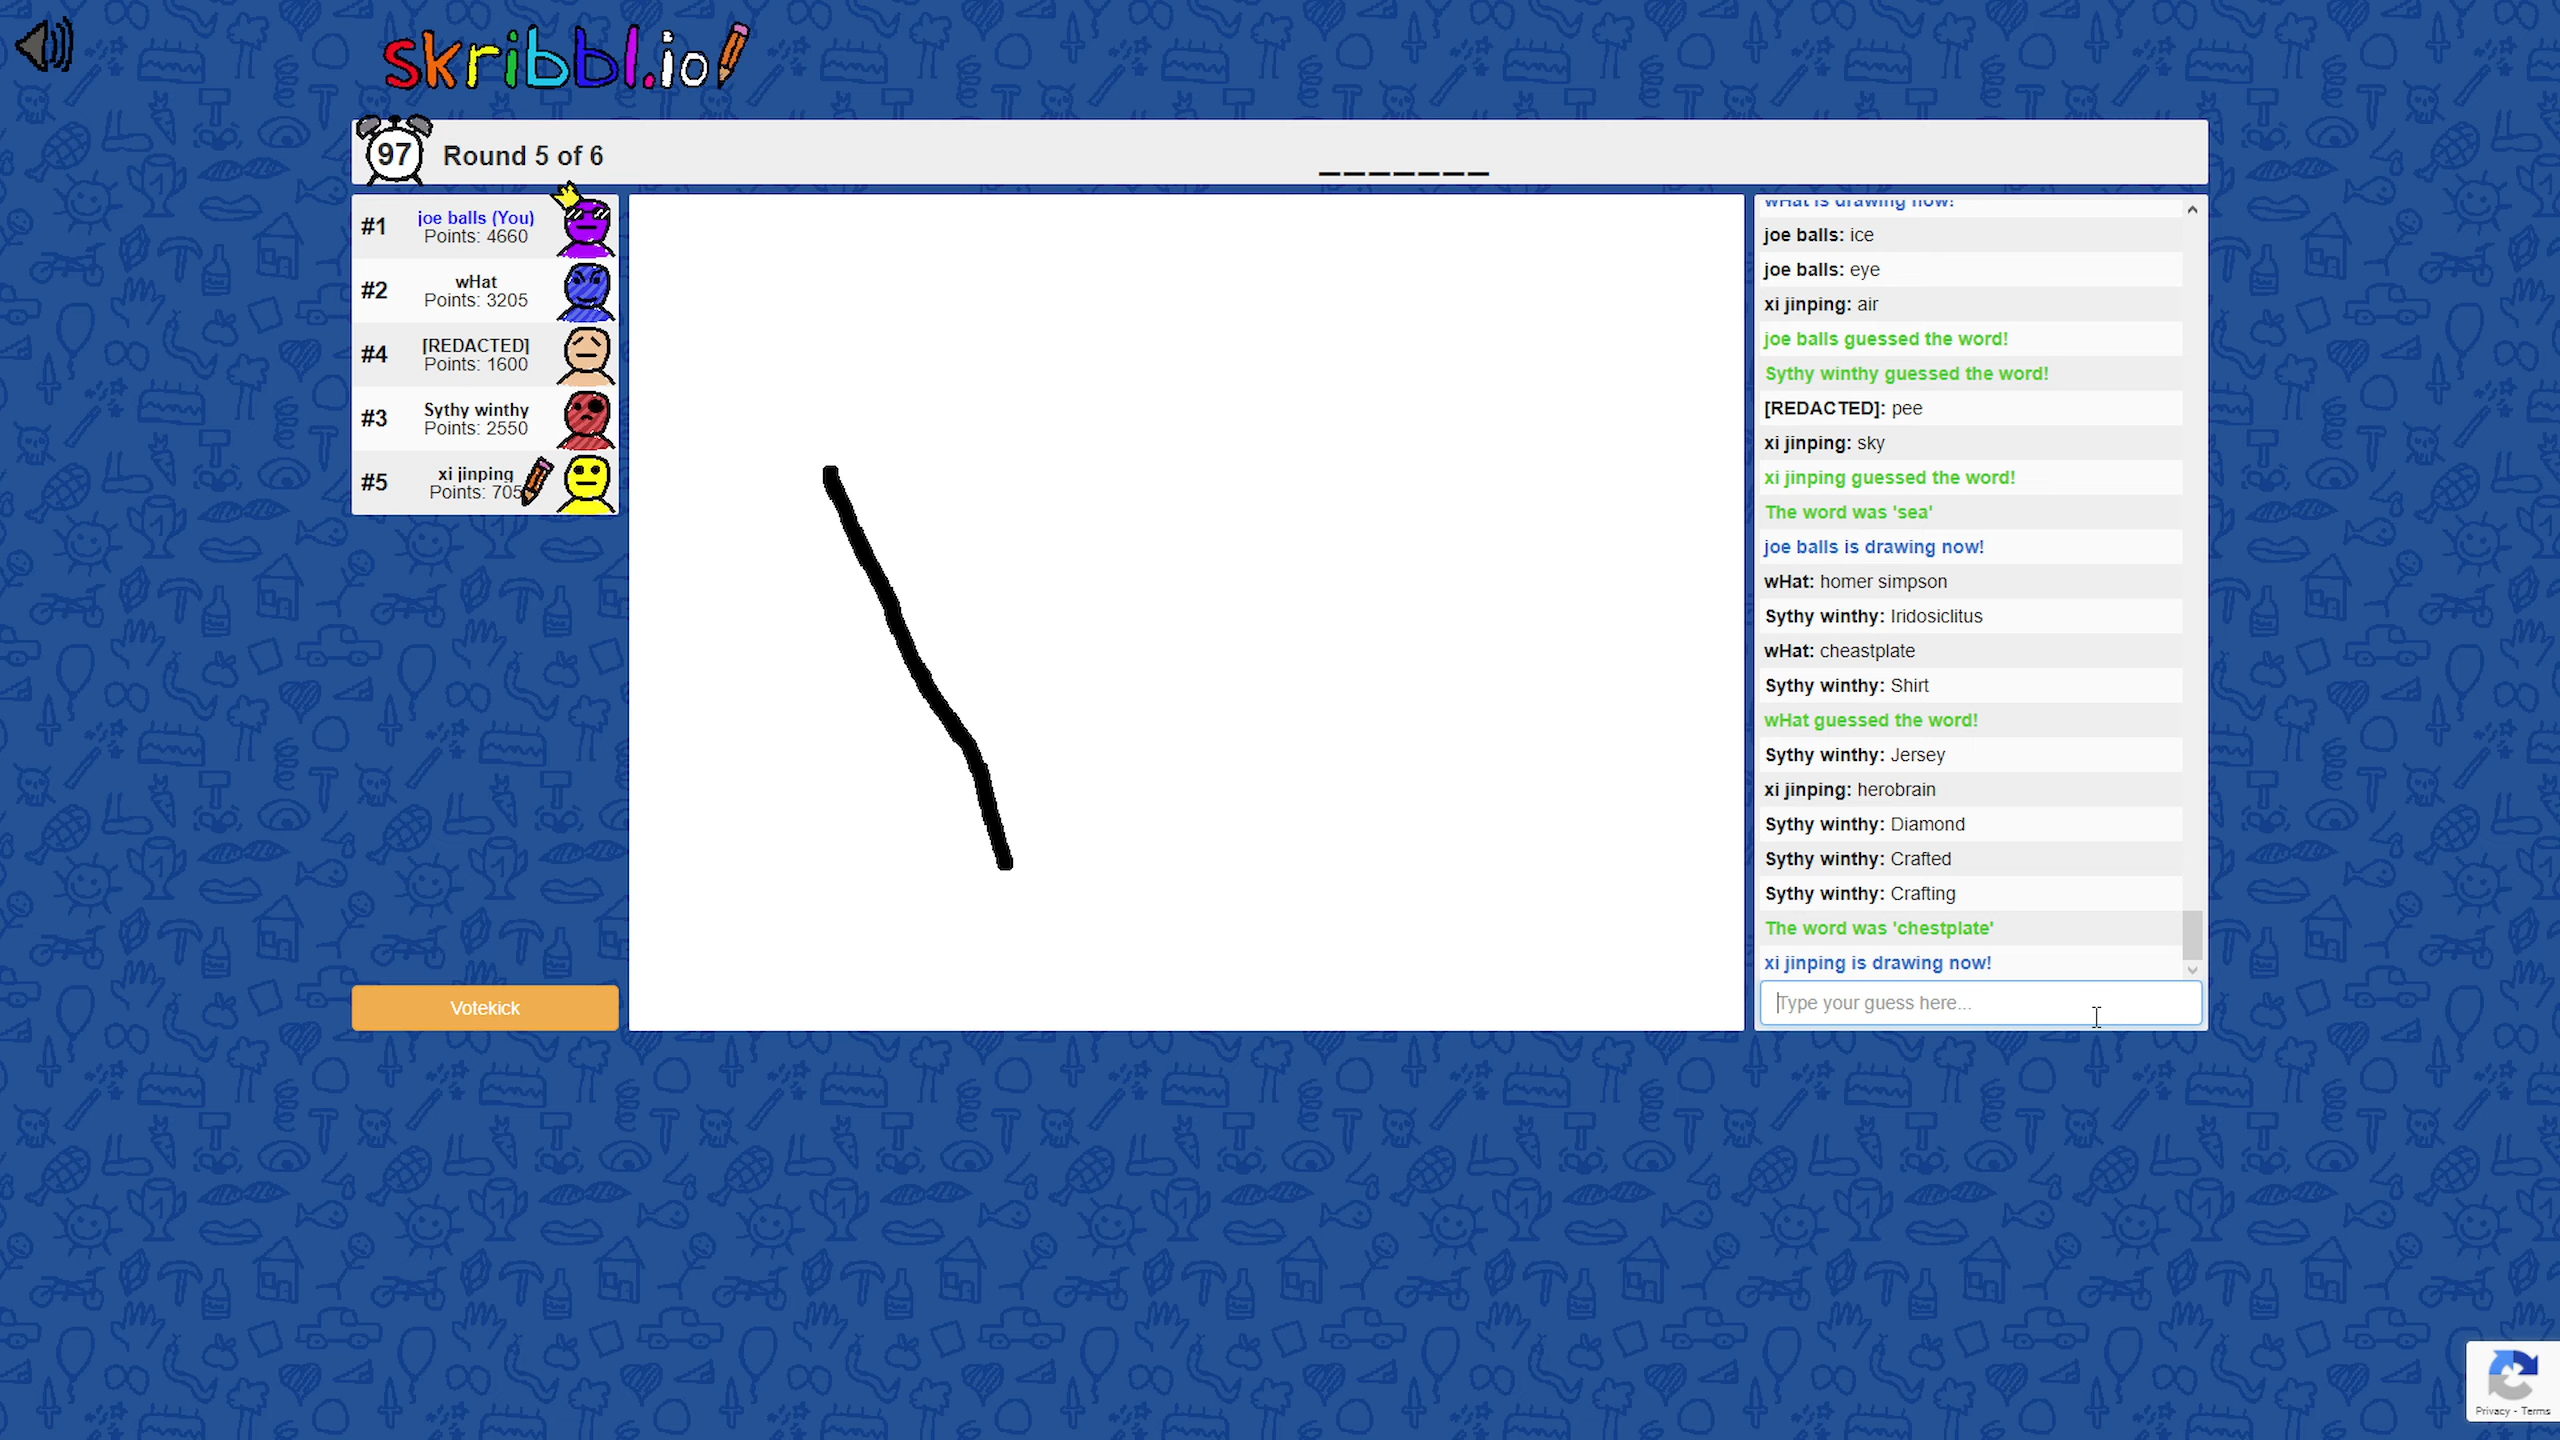 skribbl.io
97 Round 5 of 6
_______
#1 joe balls (You)
Points: 4660
#2 wHat
Points: 3205
#4 [REDACTED]
Points: 1600
#3 Sythy winthy
Points: 2550
#5 xi jinping
Points: 705
Votekick
wHat is drawing now!
joe balls: ice
joe balls: eye
xi jinping: air
joe balls guessed the word!
Sythy winthy guessed the word!
[REDACTED]: pee
xi jinping: sky
xi jinping guessed the word!
The word was 'sea'
joe balls is drawing now!
wHat: homer simpson
Sythy winthy: Iridosiclitus
wHat: cheastplate
Sythy winthy: Shirt
wHat guessed the word!
Sythy winthy: Jersey
xi jinping: herobrain
Sythy winthy: Diamond
Sythy winthy: Crafted
Sythy winthy: Crafting
The word was 'chestplate'
xi jinping is drawing now!
Type your guess here...
Privacy - Terms